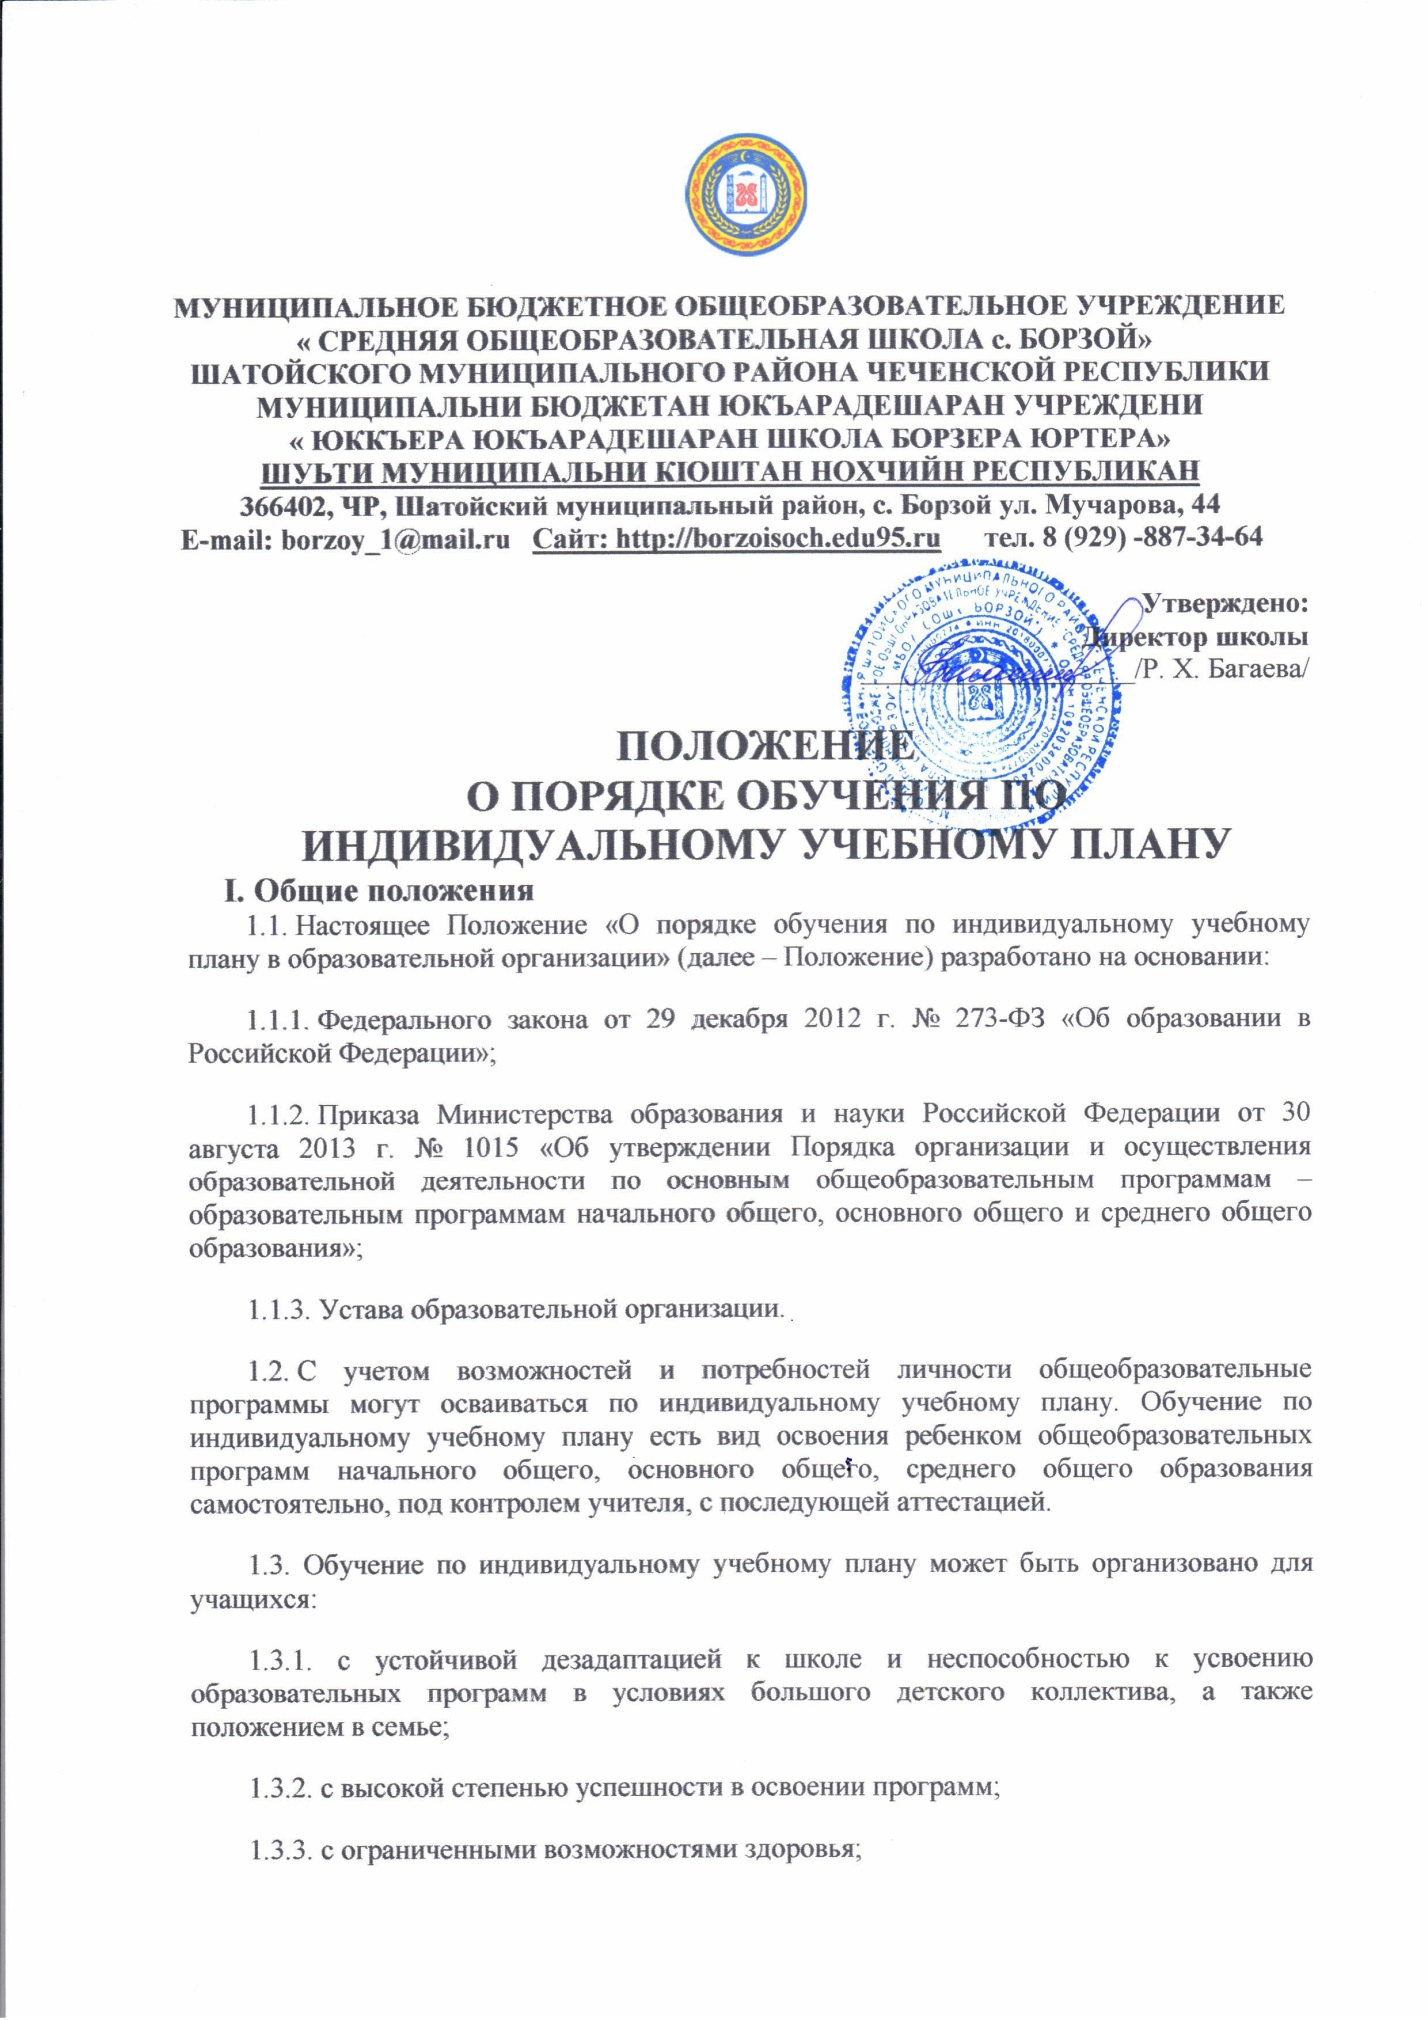 МУНИЦИПАЛЬНОЕ БЮДЖЕТНОЕ ОБЩЕОБРАЗОВАТЕЛЬНОЕ УЧРЕЖДЕНИЕ
« СРЕДНЯЯ ОБЩЕОБРАЗОВАТЕЛЬНАЯ ШКОЛА с. БОРЗОЙ»
ШАТОЙСКОГО МУНИЦИПАЛЬНОГО РАЙОНА ЧЕЧЕНСКОЙ РЕСПУБЛИКИ
МУНИЦИПАЛЬНИ БЮДЖЕТАН ЮКЪАРАДЕШАРАН УЧРЕЖДЕНИ
« ЮККЪЕРА ЮКЪАРАДЕШАРАН ШКОЛА БОРЗЕРА ЮРТЕРА»
ШУЬТИ МУНИЦИПАЛЬНИ КІОШТАН НОХЧИЙН РЕСПУБЛИКАН
366402, ЧР, Шатойский муниципальный район, с. Борзой ул. Мучарова, 44
E-mail: borzoy_1@mail.ru Сайт: http://borzoisoch.edu95.ru тел. 8 (929) -887-34-64
Утверждено:
Директор школы
/Р. Х. Багаева/
ПОЛОЖЕНИЕ
О ПОРЯДКЕ ОБУЧЕНИЯ ПО
ИНДИВИДУАЛЬНОМУ УЧЕБНОМУ ПЛАНУ
I. Общие положения
1.1. Настоящее Положение «О порядке обучения по индивидуальному учебному
плану в образовательной организации» (далее – Положение) разработано на основании:
1.1.1. Федерального закона от 29 декабря 2012 г. № 273-ФЗ «Об образовании в
Российской Федерации»;
1.1.2. Приказа Министерства образования и науки Российской Федерации от 30
августа 2013 г. № 1015 «Об утверждении Порядка организации и осуществления
образовательной деятельности по основным общеобразовательным программам –
образовательным программам начального общего, основного общего и среднего общего
образования»;
1.1.3. Устава образовательной организации.
1.2. С учетом возможностей и потребностей личности общеобразовательные
программы могут осваиваться по индивидуальному учебному плану. Обучение по
индивидуальному учебному плану есть вид освоения ребенком общеобразовательных
программ начального общего, основного общего, среднего общего образования
самостоятельно, под контролем учителя, с последующей аттестацией.
1.3. Обучение по индивидуальному учебному плану может быть организовано для
учащихся:
1.3.1. с устойчивой дезадаптацией к школе и неспособностью к усвоению
образовательных программ в условиях большого детского коллектива, а также
положением в семье;
1.3.2. с высокой степенью успешности в освоении программ;
1.3.3. с ограниченными возможностями здоровья;